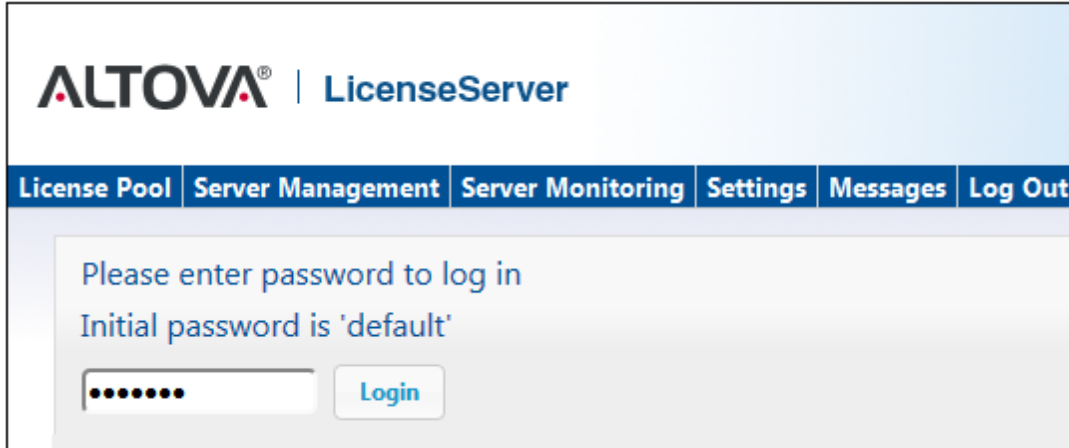 ALTOVA® | LicenseServer
License Pool Server Management Server Monitoring Settings Messages Log Out
Please enter password to log in
Initial password is 'default'
••••••• Login